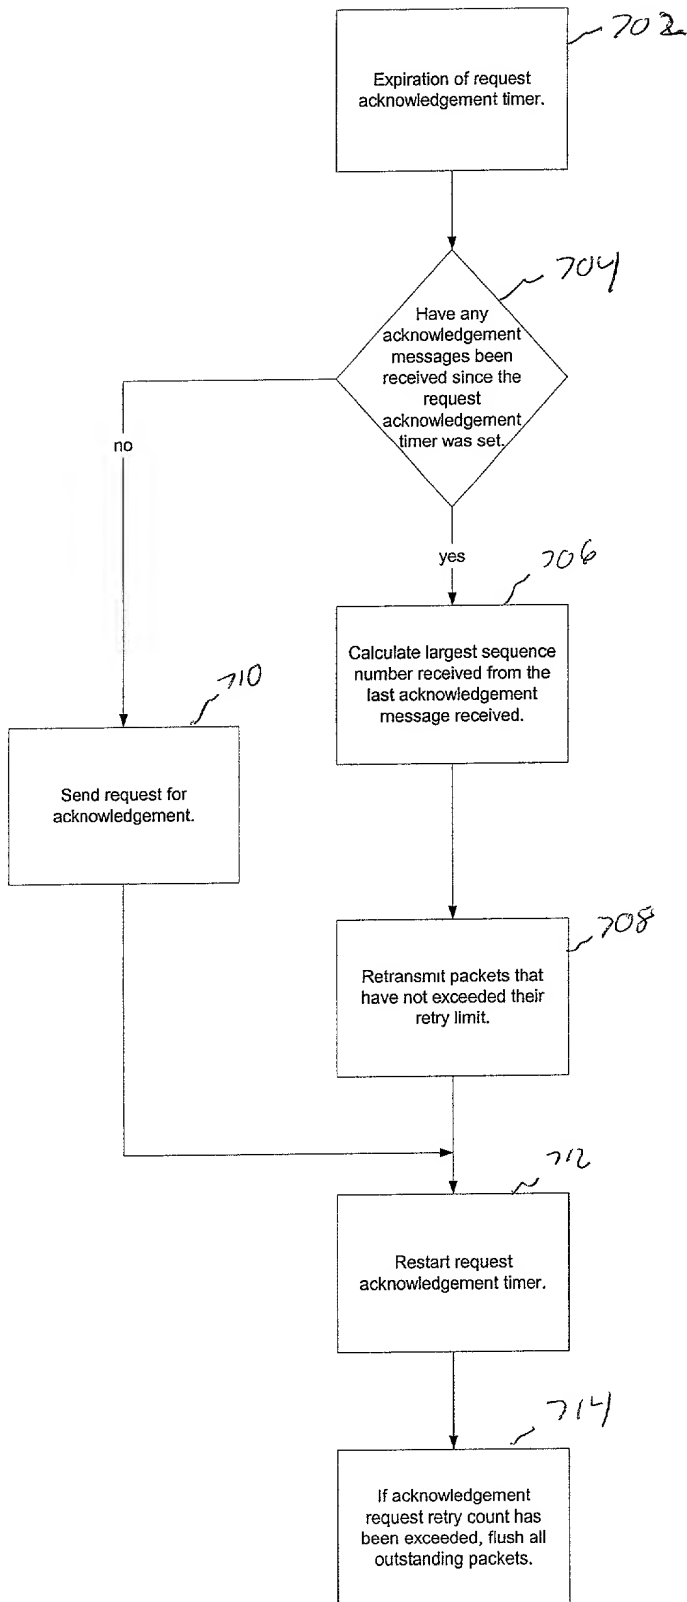 702
Expiration of request
acknowledgement timer.
704
Have any
acknowledgement
messages been
received since the
request
acknowledgement
timer was set.
no
yes
706
Calculate largest sequence
number received from the
last acknowledgement
message received.
710
Send request for
acknowledgement.
708
Retransmit packets that
have not exceeded their
retry limit.
712
Restart request
acknowledgement timer.
714
If acknowledgement
request retry count has
been exceeded, flush all
outstanding packets.